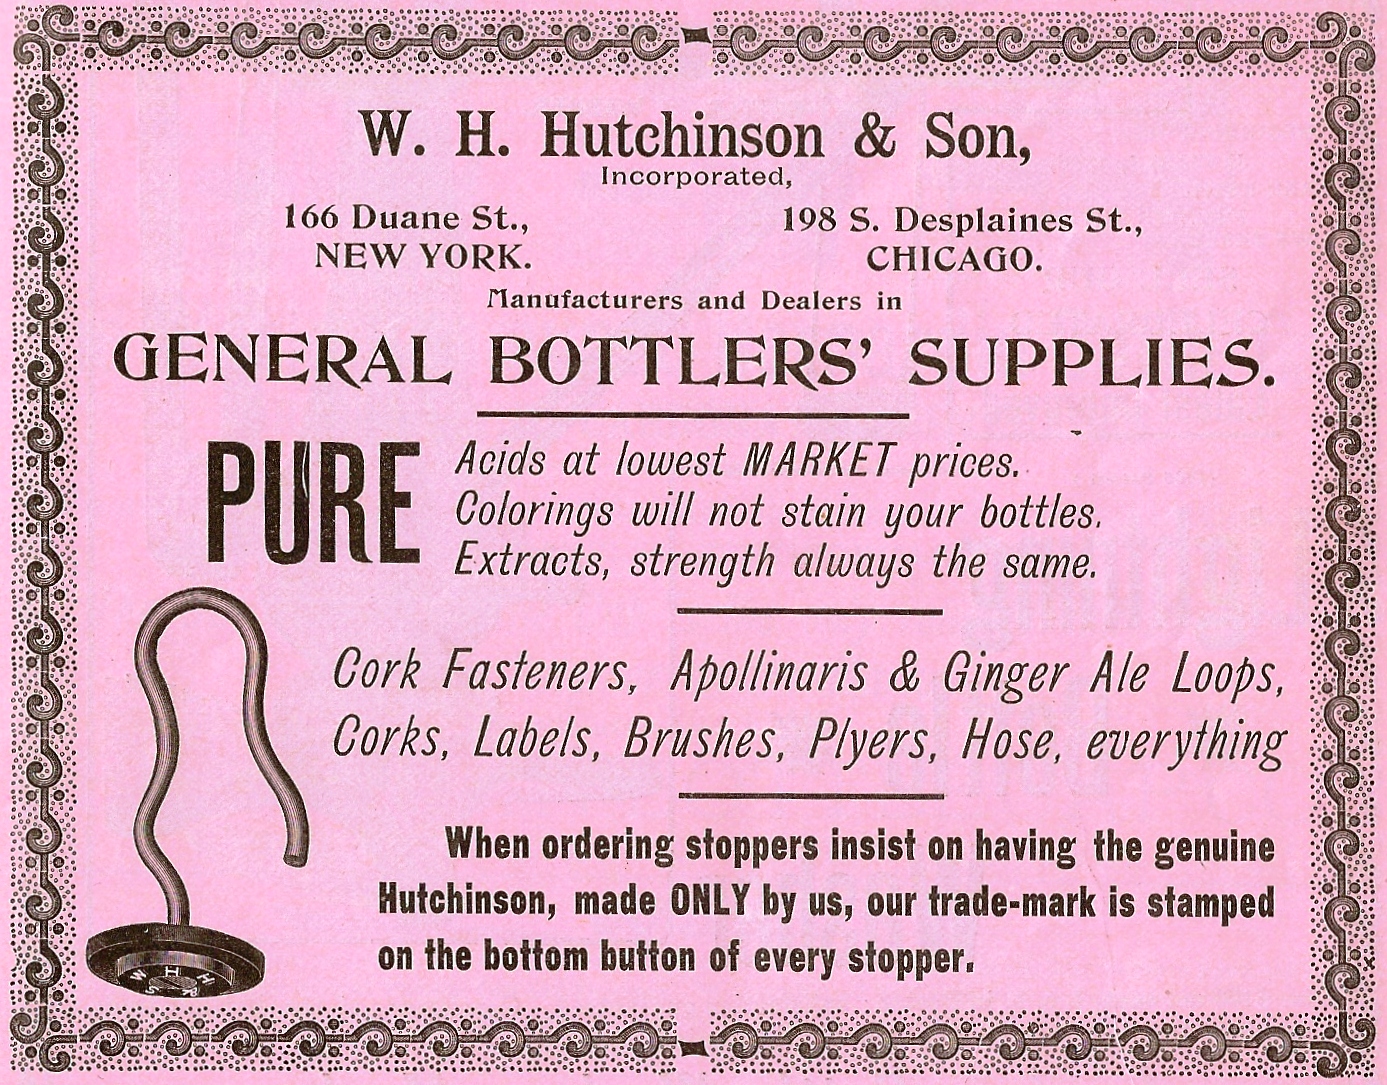 W. H. Hutchinson & Son,
Incorporated,
166 Duane St.,
NEW YORK.
198 S. Desplaines St.,
CHICAGO.
Manufacturers and Dealers in
GENERAL BOTTLERS' SUPPLIES.
PURE
Acids at lowest MARKET prices.
Colorings will not stain your bottles.
Extracts, strength always the same.
Cork Fasteners, Apollinaris & Ginger Ale Loops,
Corks, Labels, Brushes, Plyers, Hose, everything
When ordering stoppers insist on having the genuine
Hutchinson, made ONLY by us, our trade-mark is stamped
on the bottom button of every stopper.
W H H